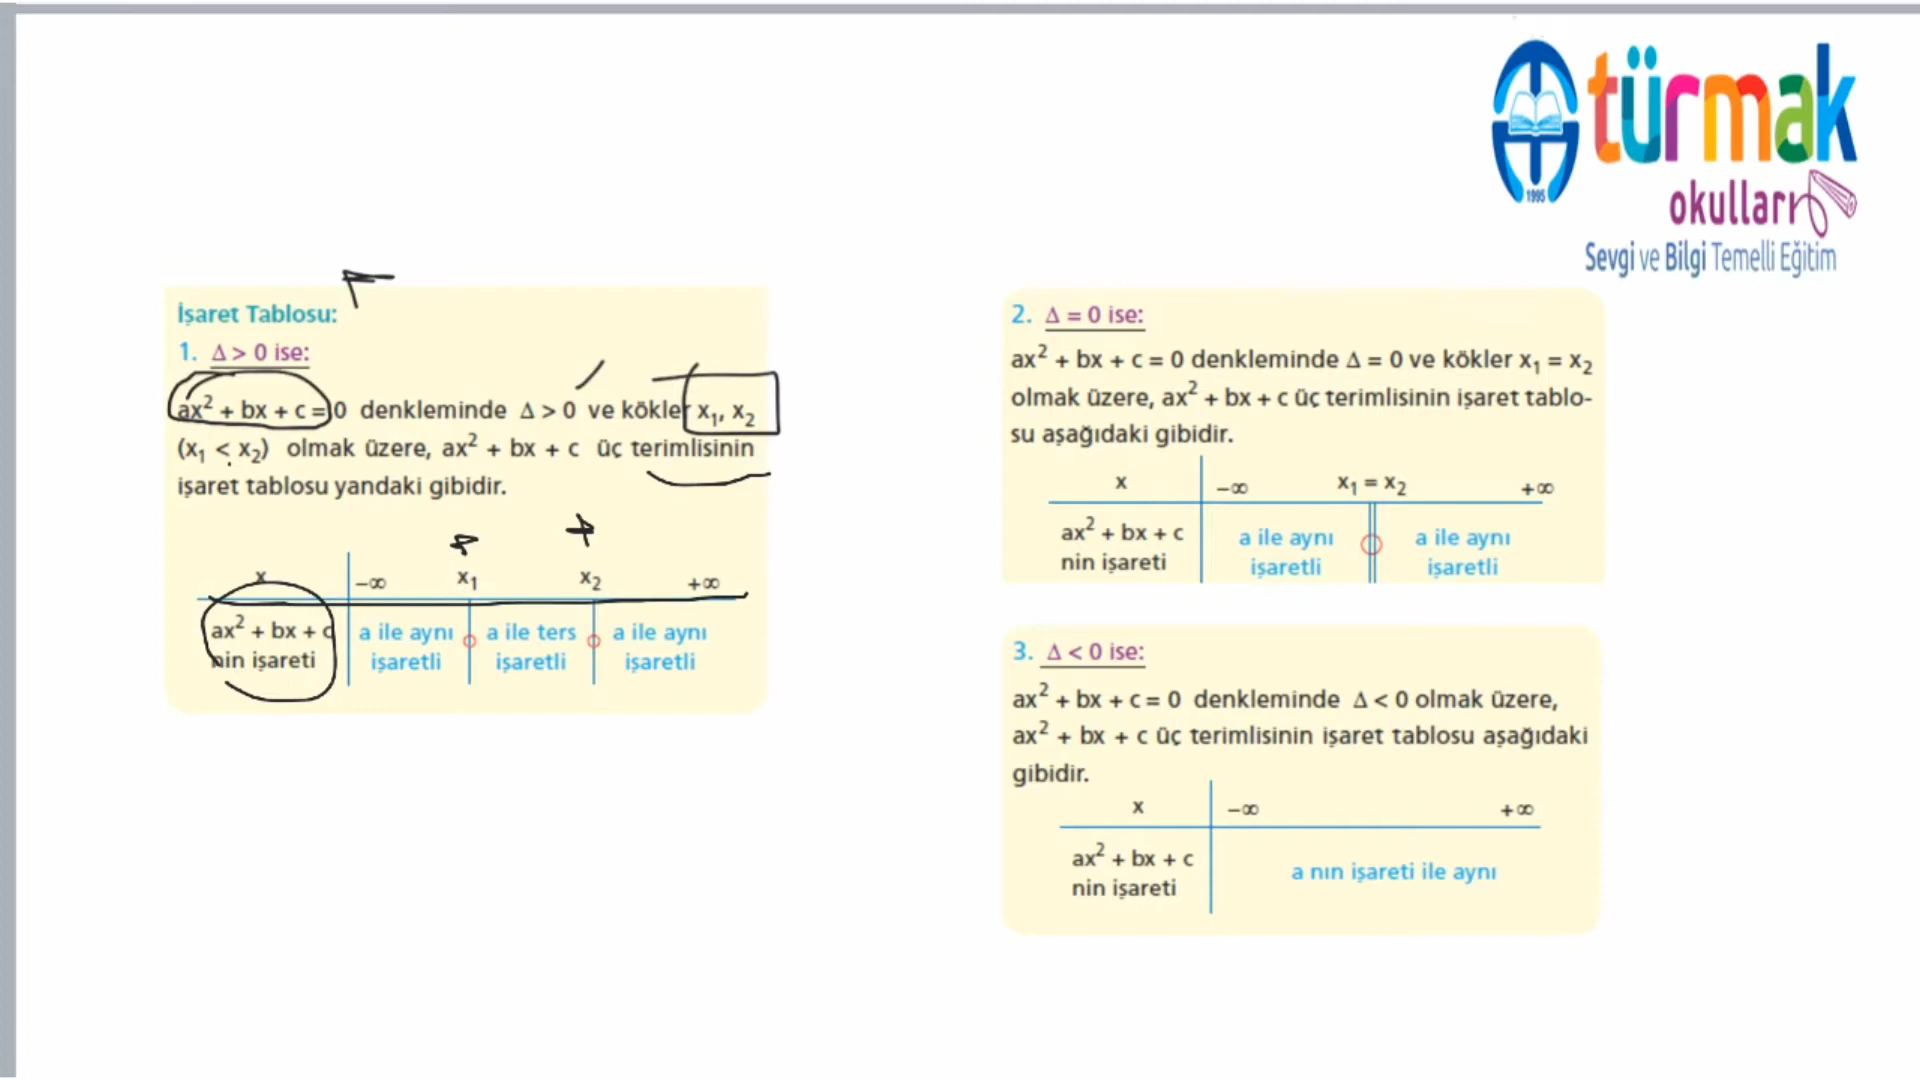 1995
türmak
okulları
Sevgi ve Bilgi Temelli Eğitim
İşaret Tablosu:
1. Δ > 0 ise:
ax² + bx + c = 0 denkleminde Δ > 0 ve kökler x₁, x₂
(x₁ < x₂) olmak üzere, ax² + bx + c üç terimlisinin
işaret tablosu yandaki gibidir.
x -∞ x₁ x₂ +∞
ax² + bx + c a ile aynı a ile ters a ile aynı
nin işareti işaretli işaretli işaretli
2. Δ = 0 ise:
ax² + bx + c = 0 denkleminde Δ = 0 ve kökler x₁ = x₂
olmak üzere, ax² + bx + c üç terimlisinin işaret tablo-
su aşağıdaki gibidir.
x -∞ x₁ = x₂ +∞
ax² + bx + c a ile aynı a ile aynı
nin işareti işaretli işaretli
3. Δ < 0 ise:
ax² + bx + c = 0 denkleminde Δ < 0 olmak üzere,
ax² + bx + c üç terimlisinin işaret tablosu aşağıdaki
gibidir.
x -∞ +∞
ax² + bx + c
nin işareti a nın işareti ile aynı